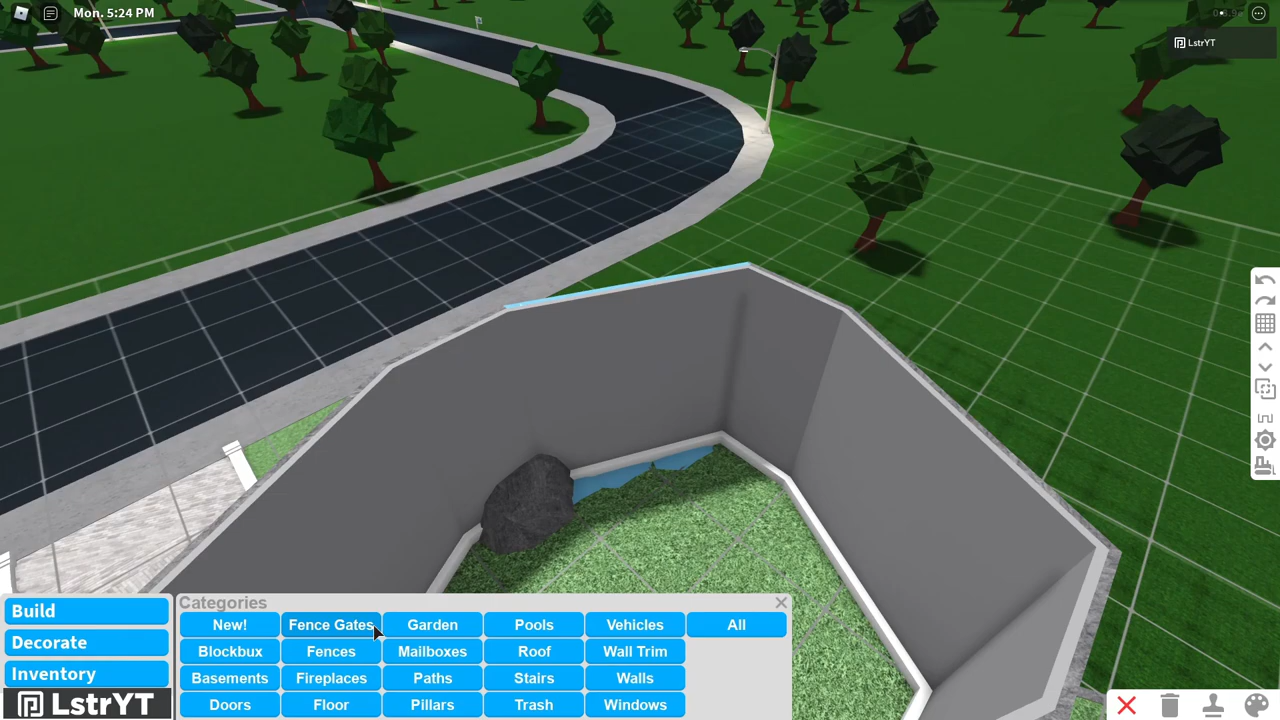 Mon. 5:24 PM
LstrYT
Build
Decorate
Inventory
LstrYT
Categories
New! Fence Gates Garden Pools Vehicles All
Blockbux Fences Mailboxes Roof Wall Trim
Basements Fireplaces Paths Stairs Walls
Doors Floor Pillars Trash Windows